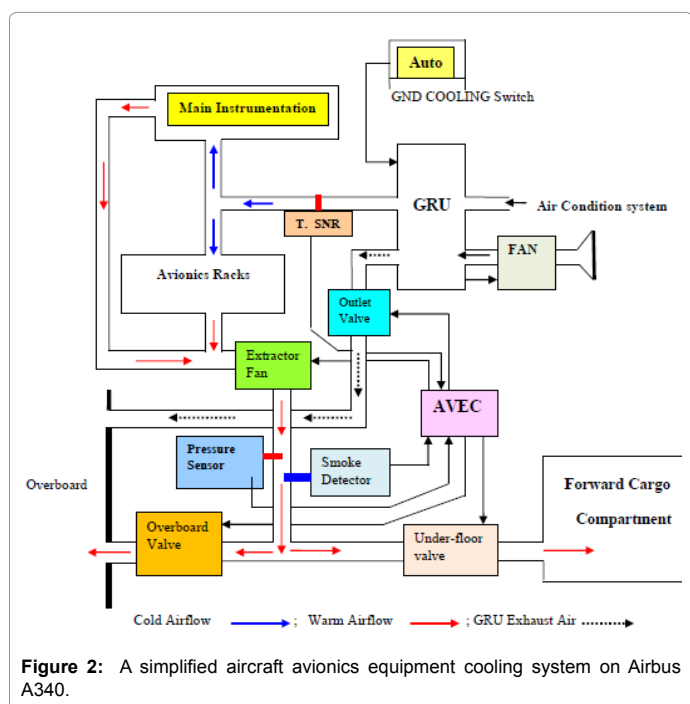 Auto
GND COOLING Switch
Main Instrumentation
GRU
Air Condition system
T. SNR
FAN
Avionics Racks
Outlet
Valve
Extractor
Fan
AVEC
Pressure
Sensor
Smoke
Detector
Overboard
Forward Cargo
Compartment
Overboard
Valve
Under-floor
valve
Cold Airflow ; Warm Airflow ; GRU Exhaust Air
Figure 2: A simplified aircraft avionics equipment cooling system on Airbus
A340.